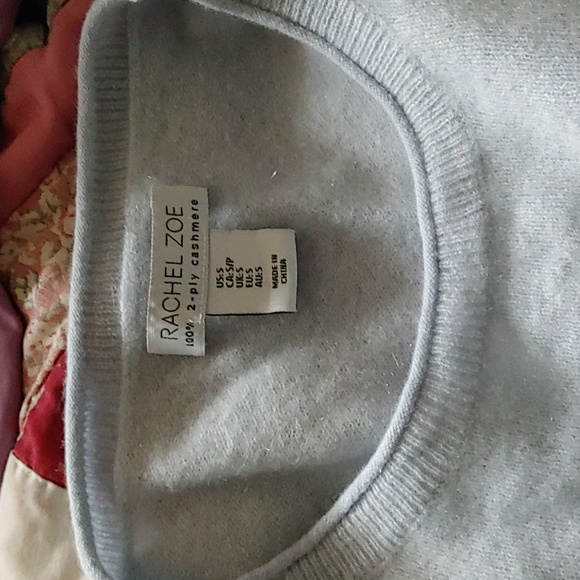 RACHEL ZOE
100% 2-ply cashmere
US:S
CA:S/P
UK:S
EU:S
AU:S
MADE IN
CHINA